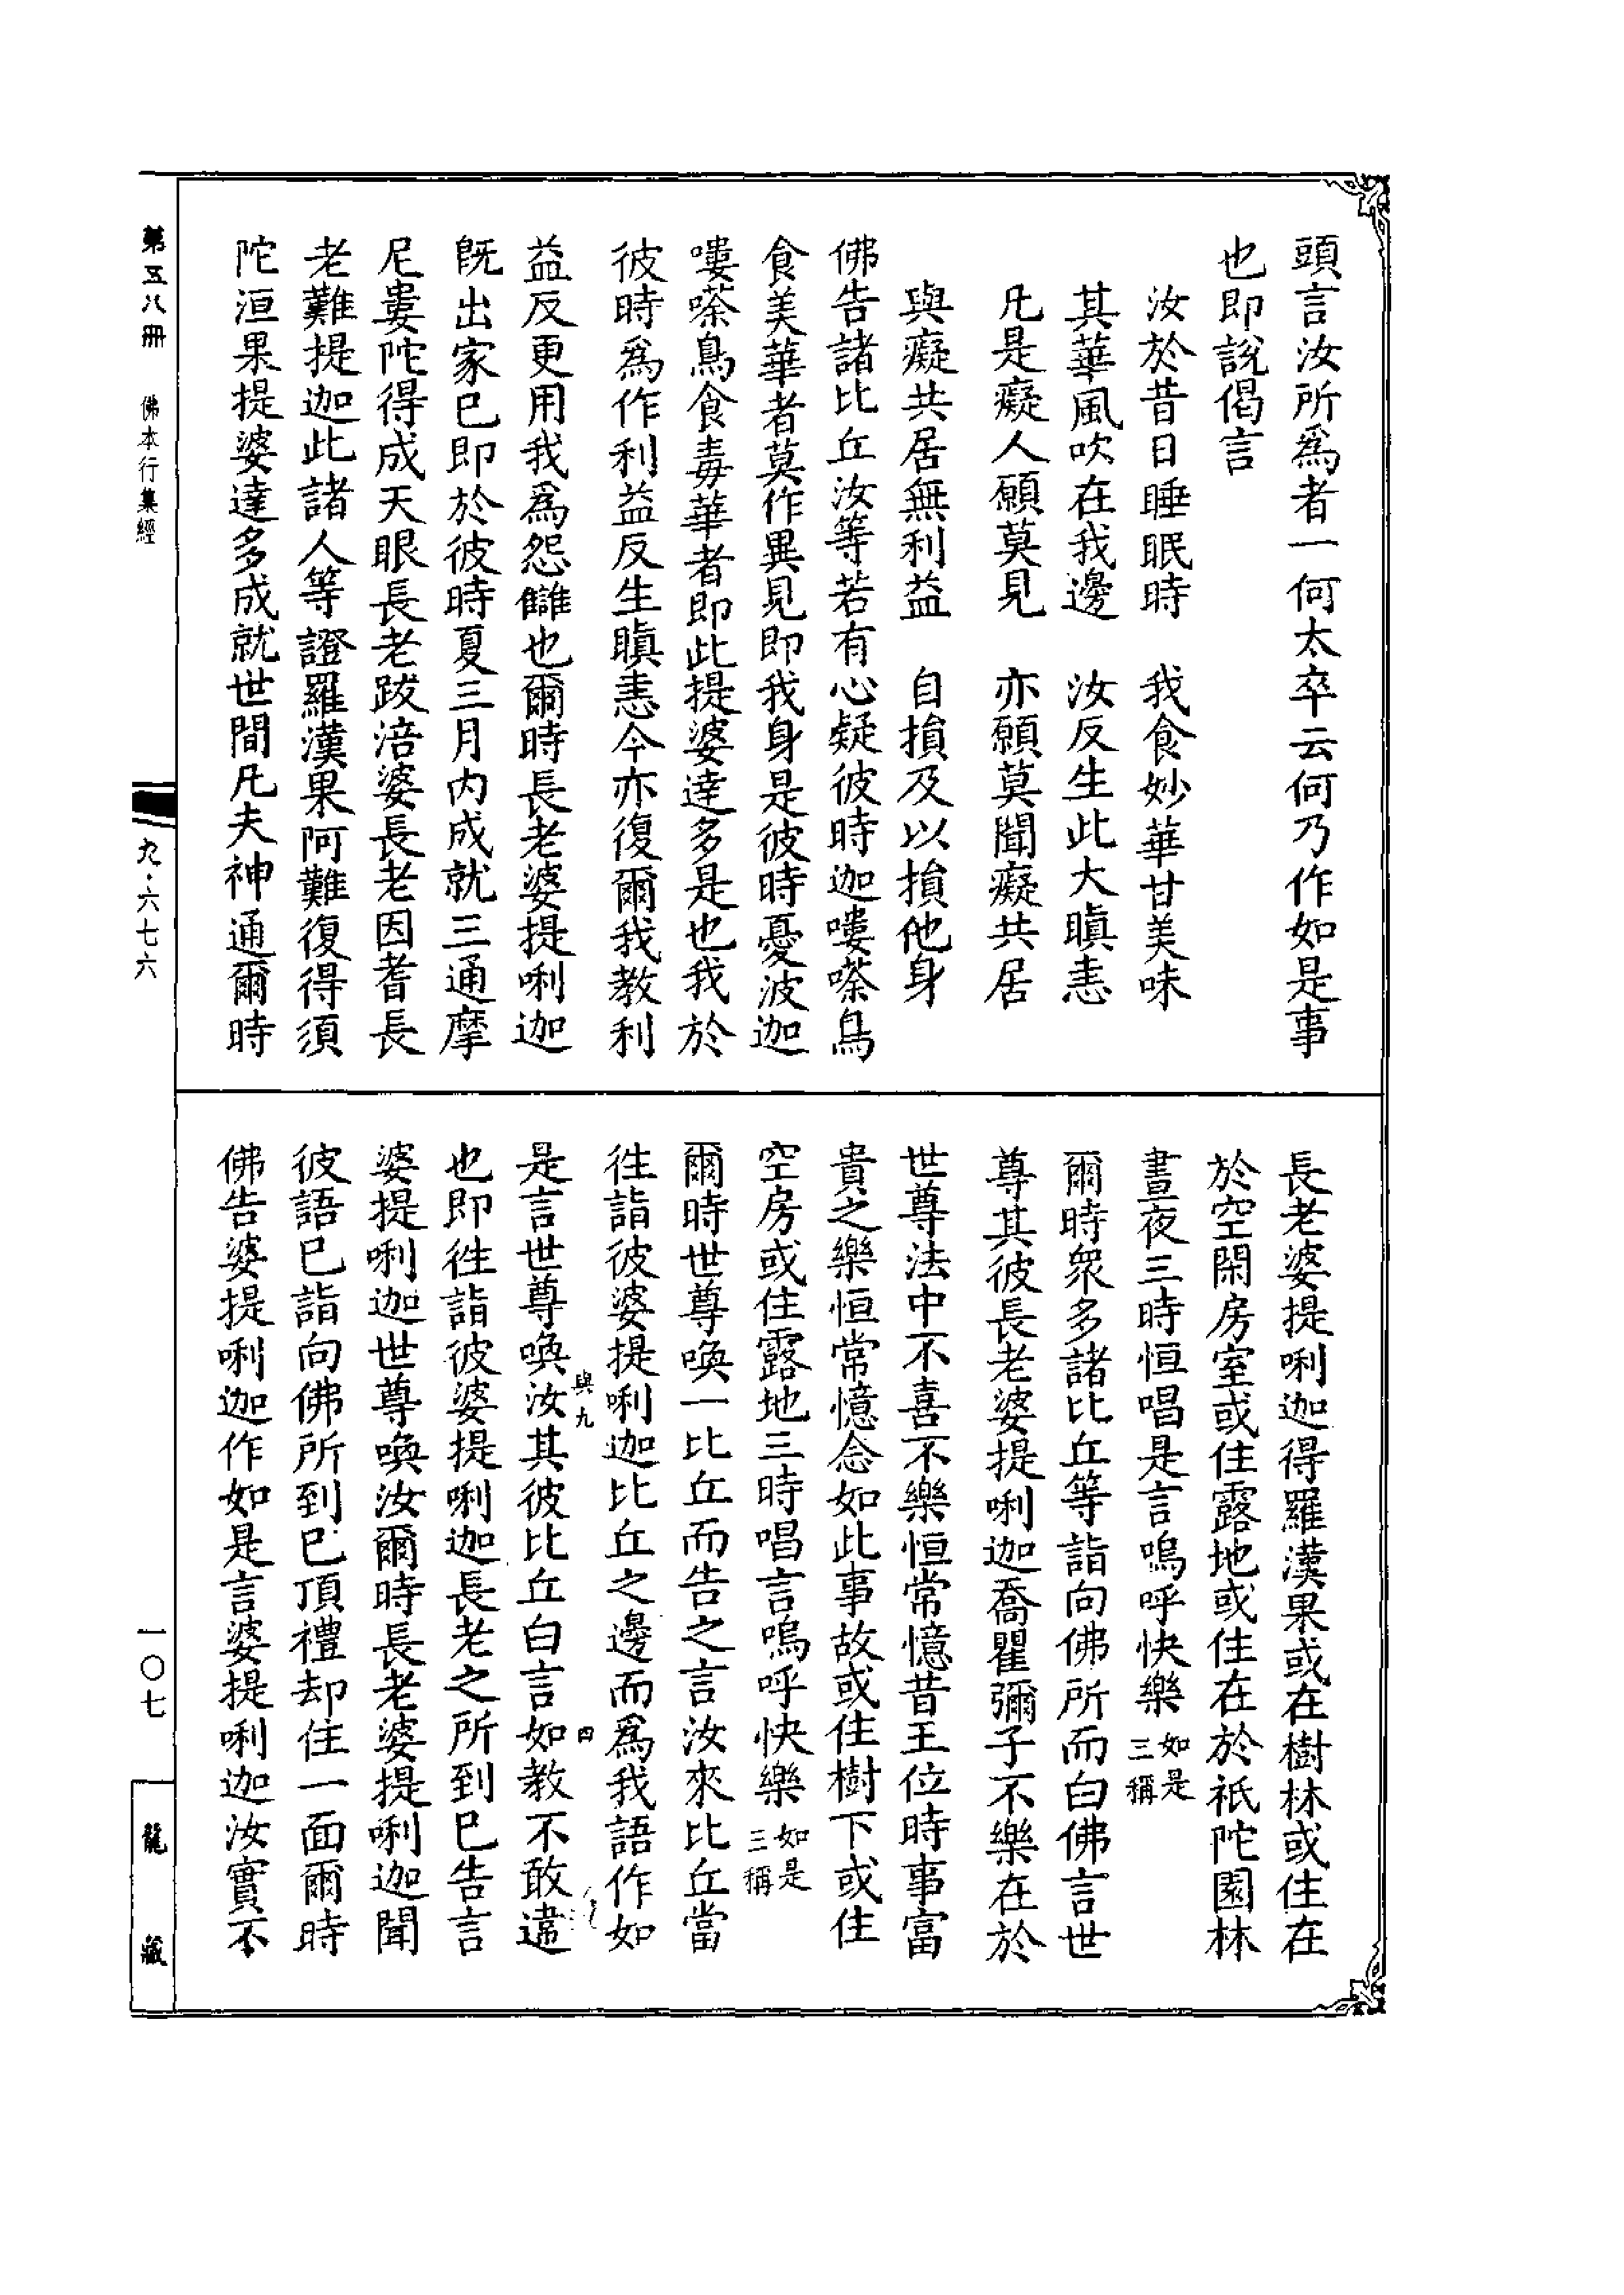 頭言汝所爲者一何太卒云何乃作如是事
也即說偈言
汝於昔日睡眠時　我食妙華甘美味
其華風吹在我邊　汝反生此大瞋恚
凡是癡人願莫見　亦願莫聞癡共居
與癡共居無利益　自損及以損他身
佛告諸比丘汝等若有心疑彼時迦嘍嗏鳥
食美華者莫作異見即我身是彼時憂波迦
嘍嗏鳥食毒華者即此提婆達多是也我於
彼時爲作利益反生瞋恚今亦復爾我教利
益反更用我爲怨讎也爾時長老婆提唎迦
既出家已即於彼時夏三月内成就三通摩
尼婁陀得成天眼長老跋涪婆長老因耆長
老難提迦此諸人等證羅漢果阿難復得須
陀洹果提婆達多成就世間凡夫神通爾時
長老婆提唎迦得羅漢果或在樹林或住在
於空閑房室或住露地或住在於祇陀園林
晝夜三時恒唱是言嗚呼快樂如是三稱
爾時衆多諸比丘等詣向佛所而白佛言世
尊其彼長老婆提唎迦喬瞿彌子不樂在於
世尊法中不喜不樂恒常憶昔王位時事富
貴之樂恒常憶念如此事故或住樹下或住
空房或住露地三時唱言嗚呼快樂如是三稱
爾時世尊喚一比丘而告之言汝來比丘當
往詣彼婆提唎迦比丘之邊而爲我語作如
與九　四
是言世尊喚汝其彼比丘白言如教不敢違
也即往詣彼婆提唎迦長老之所到已告言
婆提唎迦世尊喚汝爾時長老婆提唎迦聞
彼語已詣向佛所到已頂禮却住一面爾時
佛告婆提唎迦作如是言婆提唎迦汝實不
第五八冊　佛本行集經
九·六七六
一〇七
龍藏